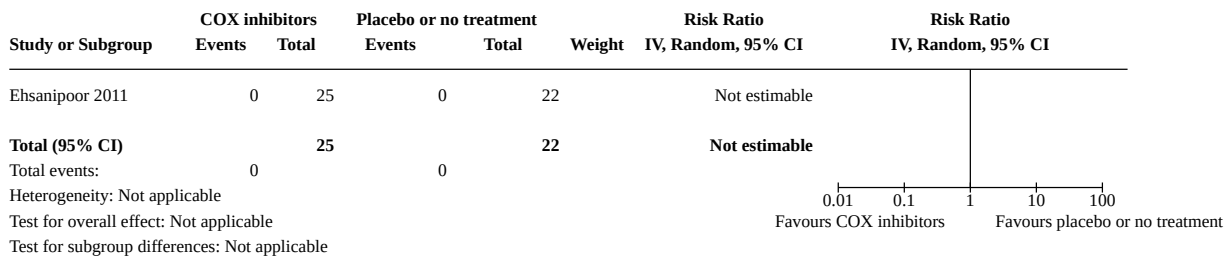 COX inhibitors Placebo or no treatment Risk Ratio Risk Ratio
Study or Subgroup Events Total Events Total Weight IV, Random, 95% CI IV, Random, 95% CI
Ehsanipoor 2011 0 25 0 22 Not estimable
Total (95% CI) 25 22 Not estimable
Total events: 0 0
Heterogeneity: Not applicable
0.01 0.1 1 10 100
Test for overall effect: Not applicable Favours COX inhibitors Favours placebo or no treatment
Test for subgroup differences: Not applicable